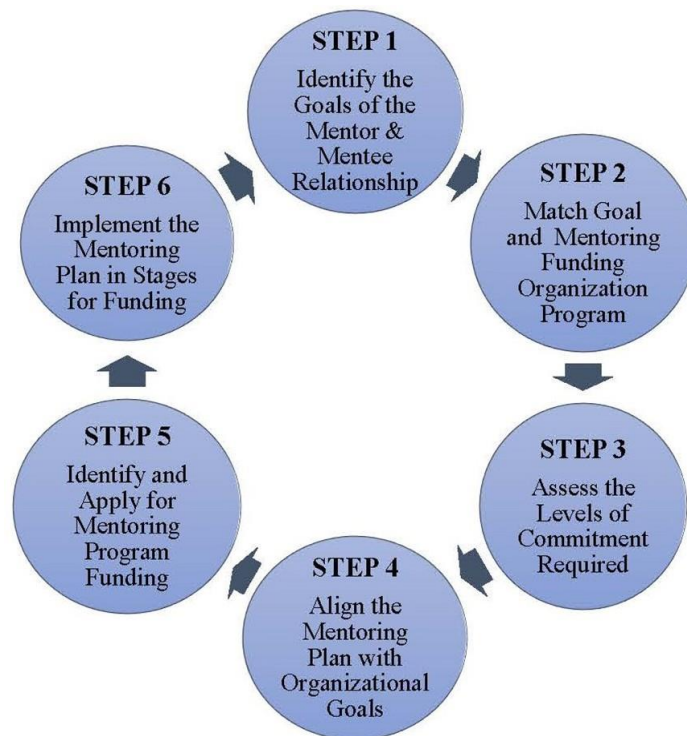 STEP 1
Identify the
Goals of the
Mentor &
Mentee
Relationship
STEP 2
Match Goal
and Mentoring
Funding
Organization
Program
STEP 3
Assess the
Levels of
Commitment
Required
STEP 4
Align the
Mentoring
Plan with
Organizational
Goals
STEP 5
Identify and
Apply for
Mentoring
Program
Funding
STEP 6
Implement the
Mentoring
Plan in Stages
for Funding